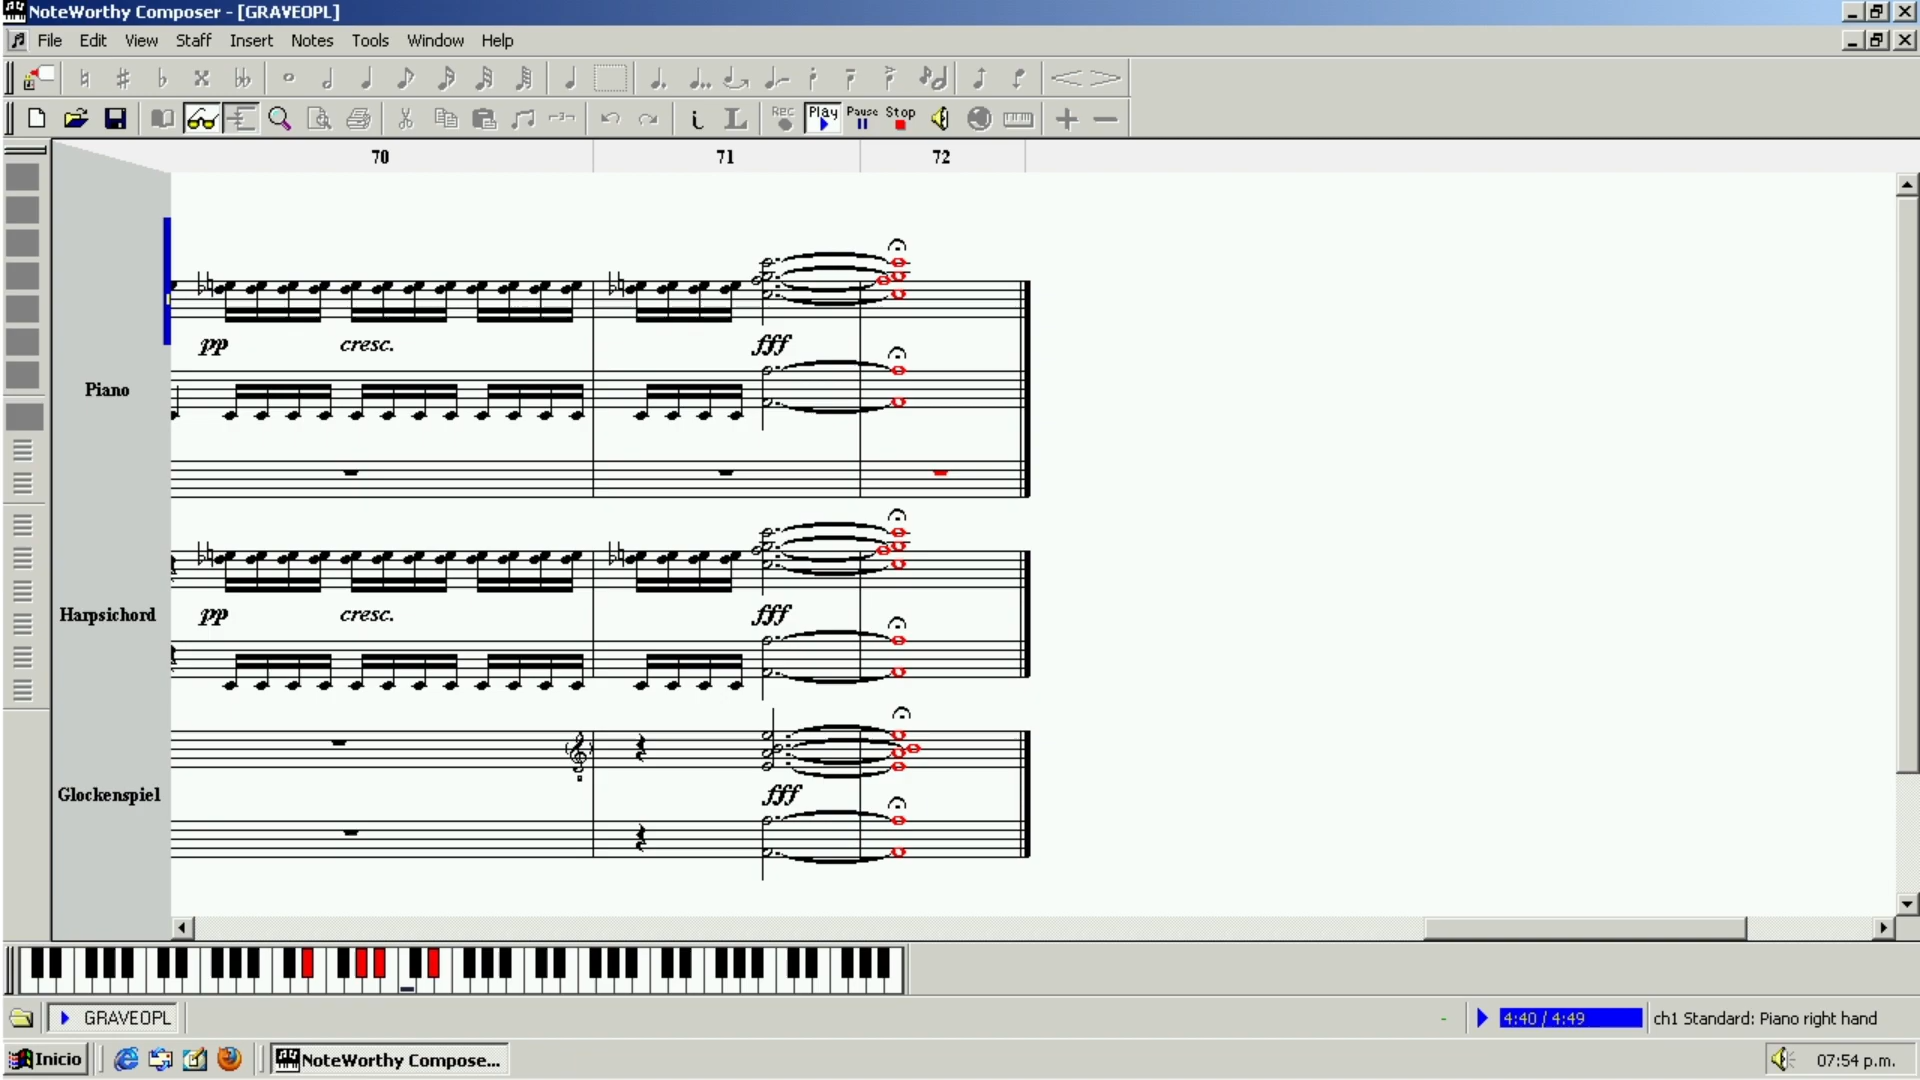 NoteWorthy Composer - [GRAVEOPL]
File Edit View Staff Insert Notes Tools Window Help
Rec Play Pause Stop
70 71 72
pp cresc. fff
Piano
Harpsichord
pp cresc. fff
Glockenspiel
fff
GRAVEOPL
4:40 / 4:49
ch1 Standard: Piano right hand
Inicio
NoteWorthy Compose...
07:54 p.m.